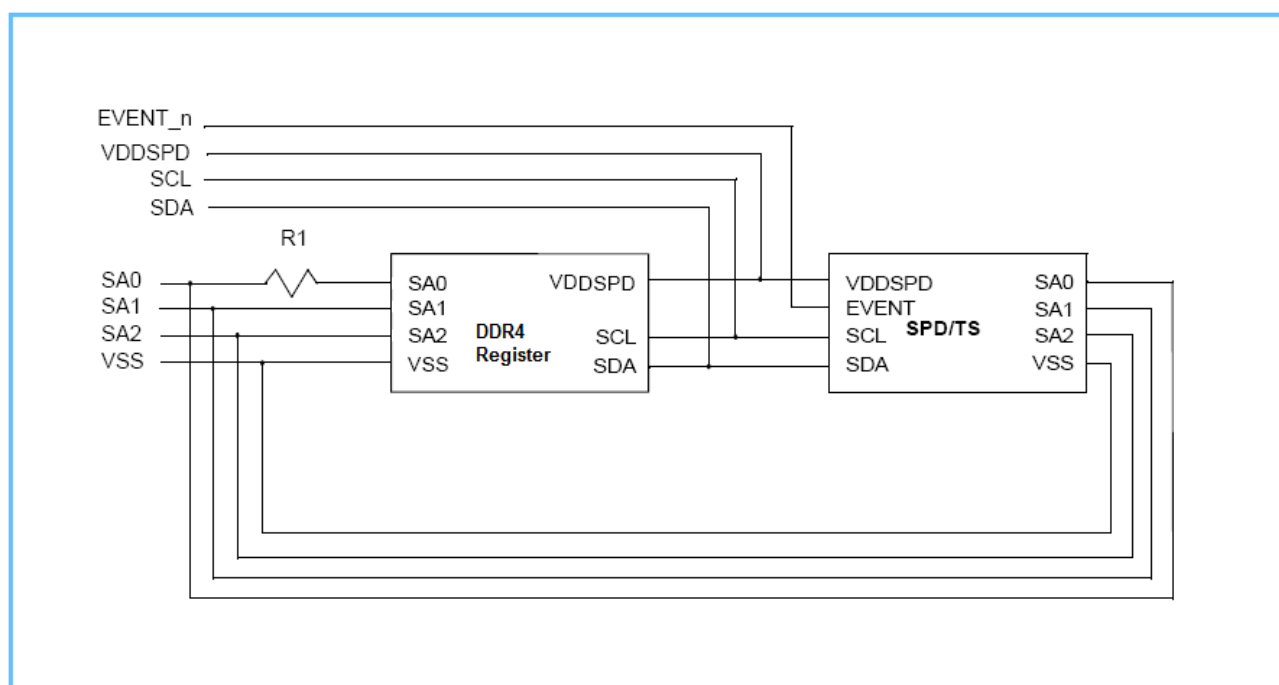 EVENT_n
VDDSPD
SCL
SDA
R1
SA0
SA1
SA2
VSS
SA0
SA1
SA2
VSS
DDR4
Register
VDDSPD
SCL
SDA
VDDSPD
EVENT
SCL
SDA
SPD/TS
SA0
SA1
SA2
VSS